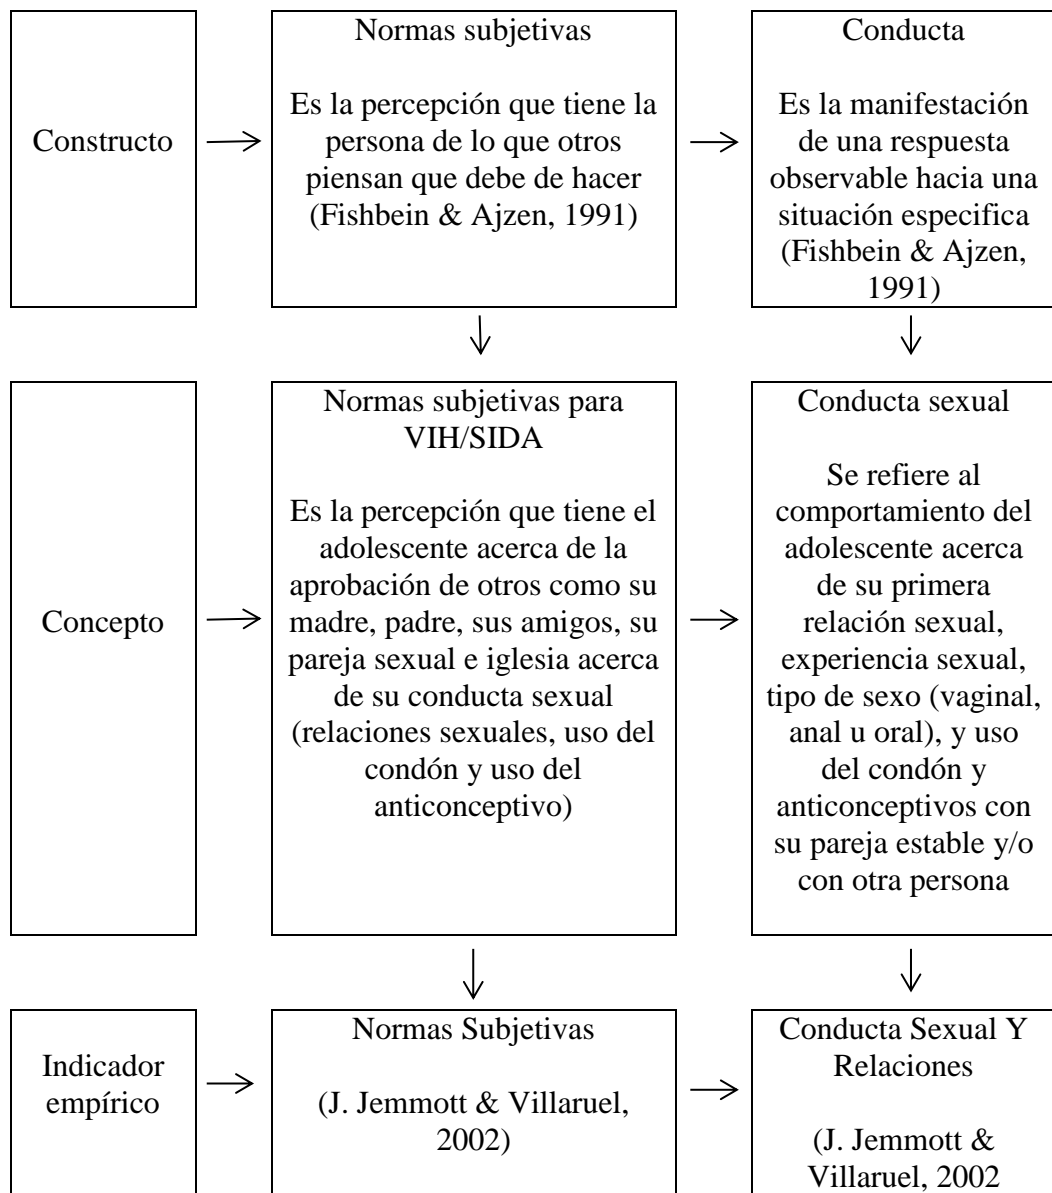 Constructo
Normas subjetivas
Es la percepción que tiene la
persona de lo que otros
piensan que debe de hacer
(Fishbein & Ajzen, 1991)
Conducta
Es la manifestación
de una respuesta
observable hacia una
situación especifica
(Fishbein & Ajzen,
1991)
Concepto
Normas subjetivas para
VIH/SIDA
Es la percepción que tiene el
adolescente acerca de la
aprobación de otros como su
madre, padre, sus amigos, su
pareja sexual e iglesia acerca
de su conducta sexual
(relaciones sexuales, uso del
condón y uso del
anticonceptivo)
Conducta sexual
Se refiere al
comportamiento del
adolescente acerca
de su primera
relación sexual,
experiencia sexual,
tipo de sexo (vaginal,
anal u oral), y uso
del condón y
anticonceptivos con
su pareja estable y/o
con otra persona
Indicador
empírico
Normas Subjetivas
(J. Jemmott & Villaruel,
2002)
Conducta Sexual Y
Relaciones
(J. Jemmott &
Villaruel, 2002